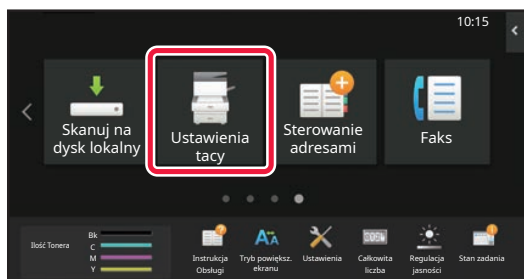 10:15
Skanuj na
dysk lokalny
Ustawienia
tacy
Sterowanie
adresami
Faks
Ilość Tonera
Bk
C
M
Y
Instrukcja
Obsługi
Tryb powiększ.
ekranu
Ustawienia
Całkowita
liczba
Regulacja
jasności
Stan zadania